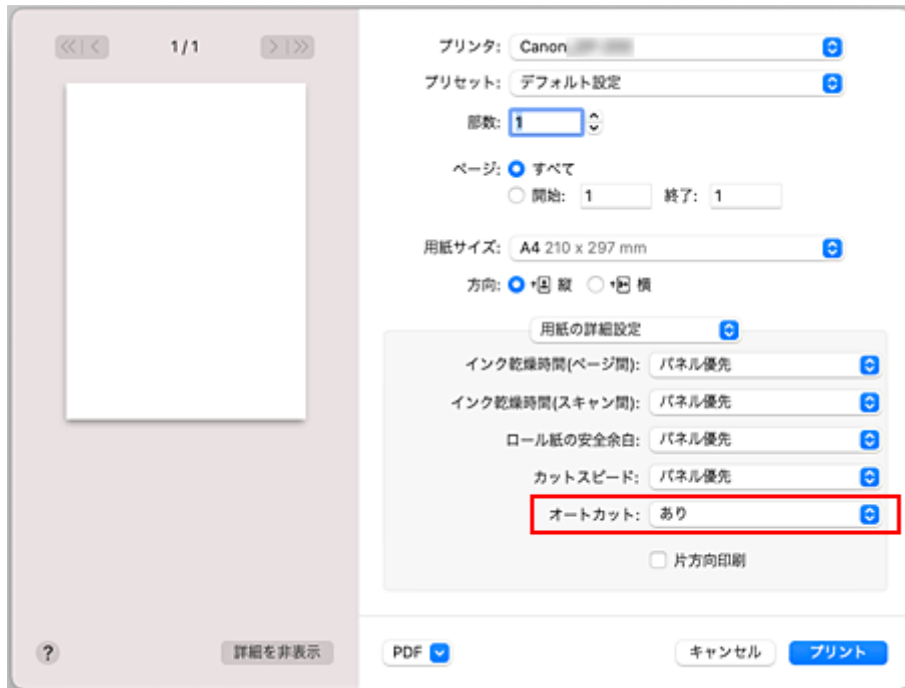 1 / 1
プリンタ: Canon
プリセット: デフォルト設定
部数: 1
ページ: すべて
開始: 1 終了: 1
用紙サイズ: A4 210 x 297 mm
方向: 縦 横
用紙の詳細設定
インク乾燥時間(ページ間): パネル優先
インク乾燥時間(スキャン間): パネル優先
ロール紙の安全余白: パネル優先
カットスピード: パネル優先
オートカット: あり
片方向印刷
? 詳細を非表示 PDF キャンセル プリント